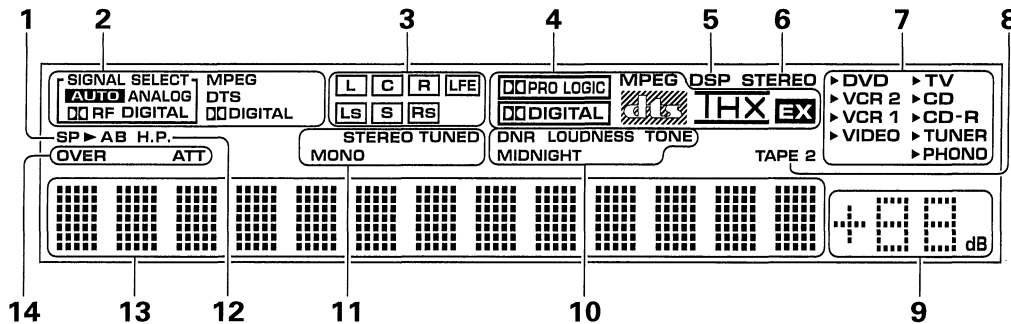 1 2 3 4 5 6 7 8
SIGNAL SELECT MPEG
AUTO ANALOG DTS
RF DIGITAL DIGITAL
L C R LFE
Ls S Rs
PRO LOGIC MPEG DSP STEREO
DIGITAL dts THX EX
DVD TV
VCR 2 CD
VCR 1 CD-R
VIDEO TUNER
PHONO
SP ► AB H.P.
OVER ATT
STEREO TUNED
MONO
DNR LOUDNESS TONE
MIDNIGHT
TAPE 2
dB
14 13 12 11 10 9